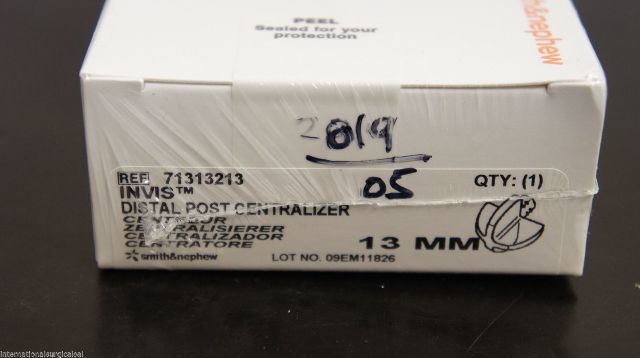 PEEL
Sealed for your
protection
t&nephew
2019
05
REF 71313213
QTY: (1)
INVIS™
DISTAL POST CENTRALIZER
CENTREUR
ZENTRALISIERER
CENTRALIZADOR
CENTRATORE
13 MM
smith&nephew
LOT NO. 09EM11826
internationalsurgicaloal